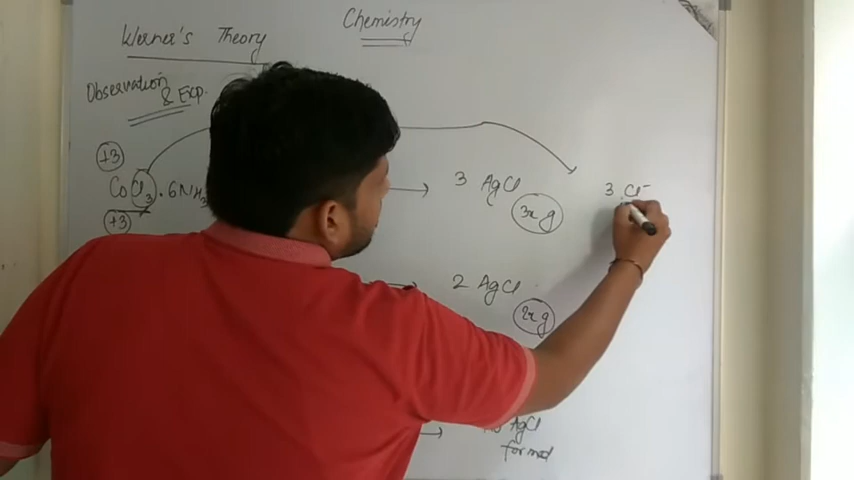 Chemistry
Werner's Theory
Observation
& Exp.
+3
CoCl₃.6NH₃ → 3 AgCl 3 Cl⁻
+3
3x g
2 AgCl
2x g
→ AgCl
formed